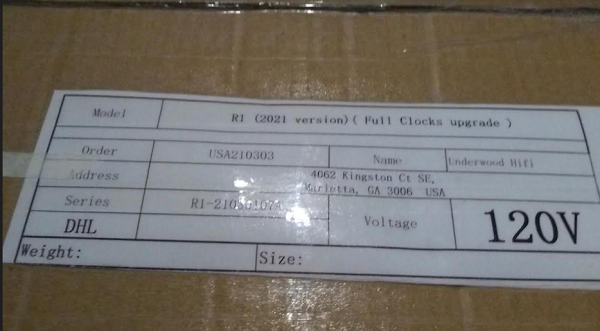 Model R1 (2021 version)( Full Clocks upgrade )
Order USA210303 Name Underwood Hifi
Address 4062 Kingston Ct SE,
Marietta, GA 3006 USA
Series
DHL Voltage 120V
Weight: Size: